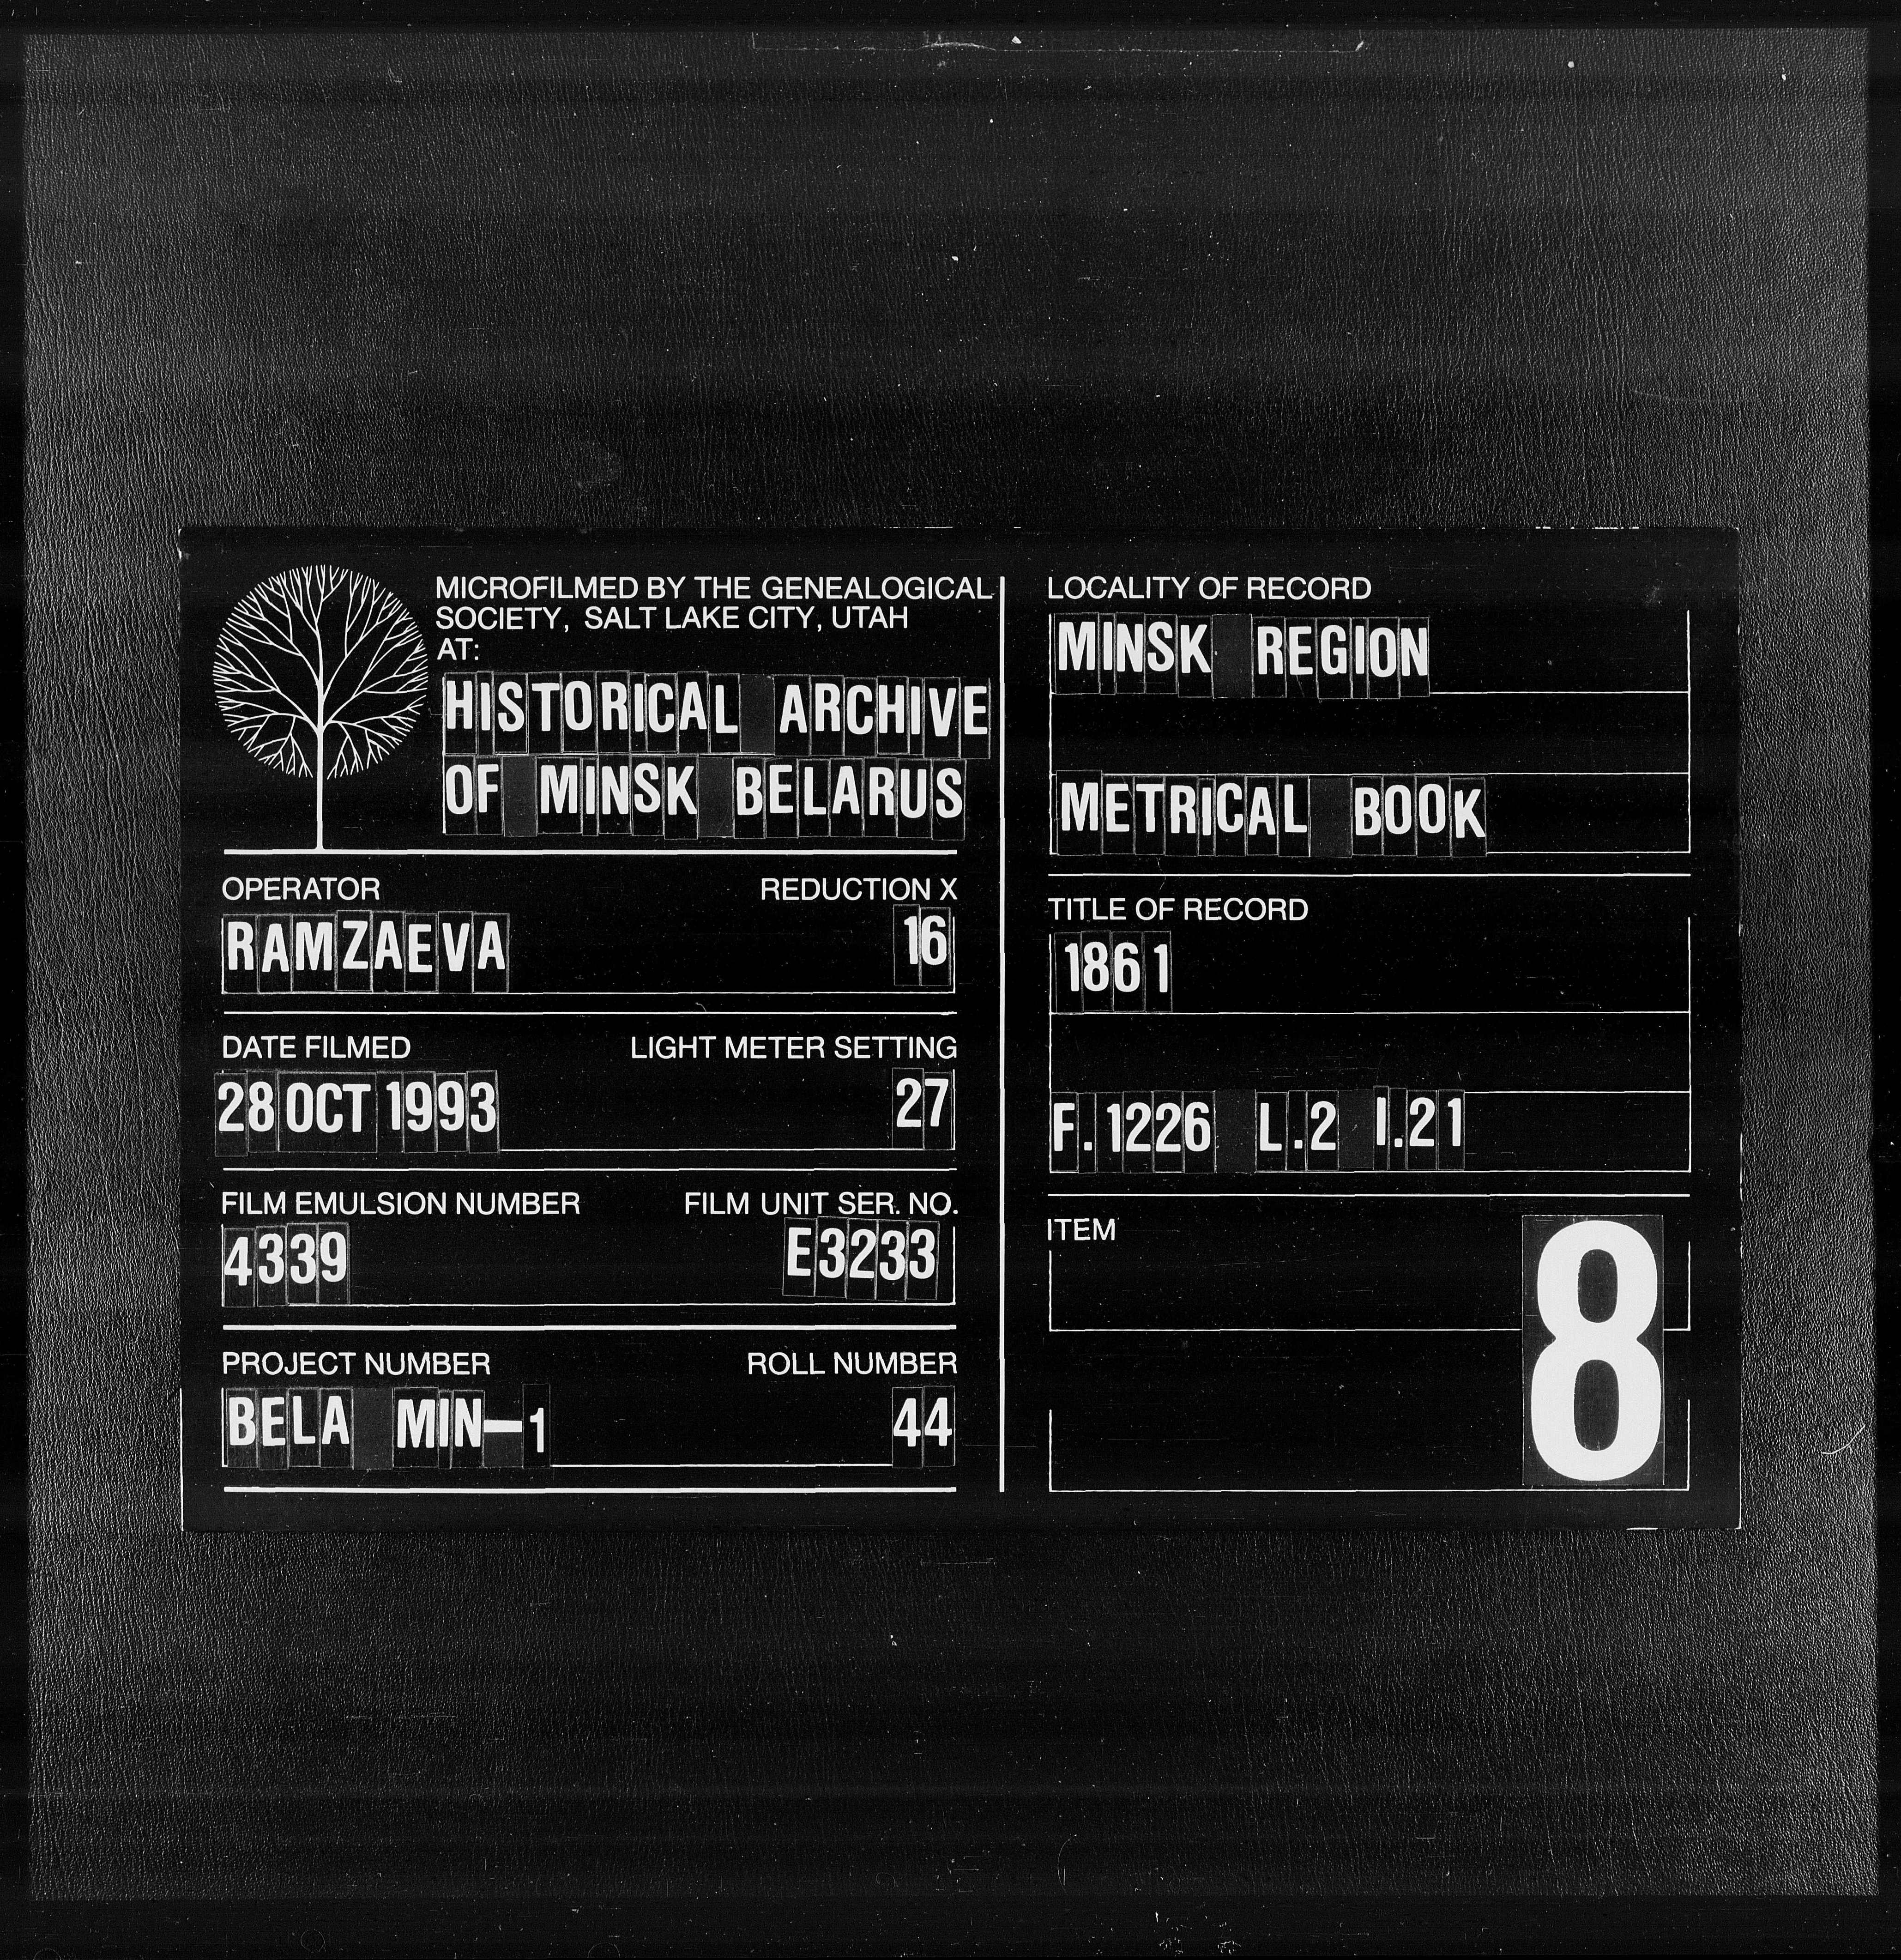 MICROFILMED BY THE GENEALOGICAL
SOCIETY, SALT LAKE CITY, UTAH
AT:
HISTORICAL ARCHIVE
OF MINSK BELARUS
OPERATOR REDUCTION X
RAMZAEVA 16
DATE FILMED LIGHT METER SETTING
28 OCT 1993 27
FILM EMULSION NUMBER FILM UNIT SER. NO.
4339 E3233
PROJECT NUMBER ROLL NUMBER
BELA MIN-1 44
LOCALITY OF RECORD
MINSK REGION
METRICAL BOOK
TITLE OF RECORD
1861
F. 1226 L.2 I.21
ITEM
8